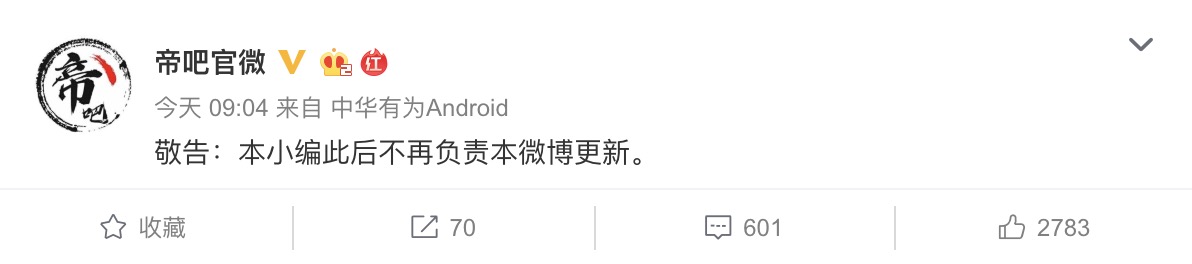 帝吧
帝吧官微 V 2 红
今天 09:04 来自 中华有为Android
敬告：本小编此后不再负责本微博更新。
收藏 70 601 2783